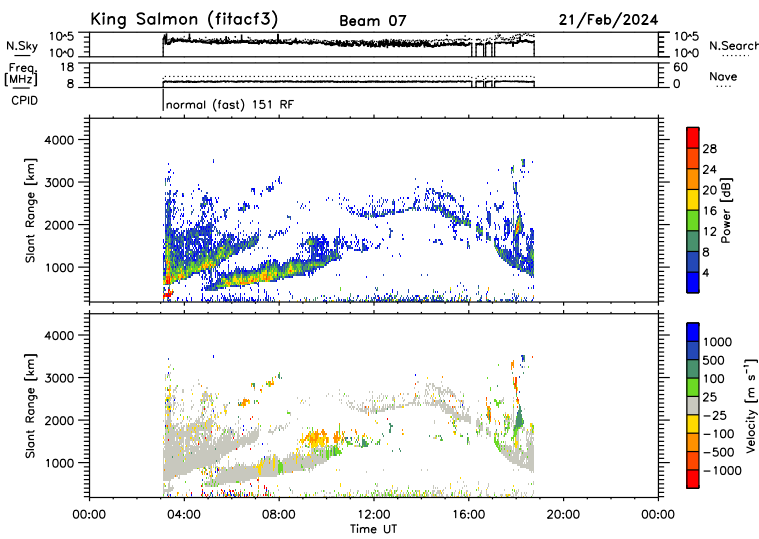 King Salmon (fitacf3) Beam 07 21/Feb/2024
N.Sky 10^5 10^0 10^5 10^0 N.Search
Freq. [MHz] 18 8 60 0 Nave
CPID normal (fast) 151 RF
Slant Range [km] 4000 3000 2000 1000
Power [dB] 28 24 20 16 12 8 4
Slant Range [km] 4000 3000 2000 1000
Velocity [m s⁻¹] 1000 500 100 25 −25 −100 −500 −1000
00:00 04:00 08:00 12:00 16:00 20:00 00:00
Time UT